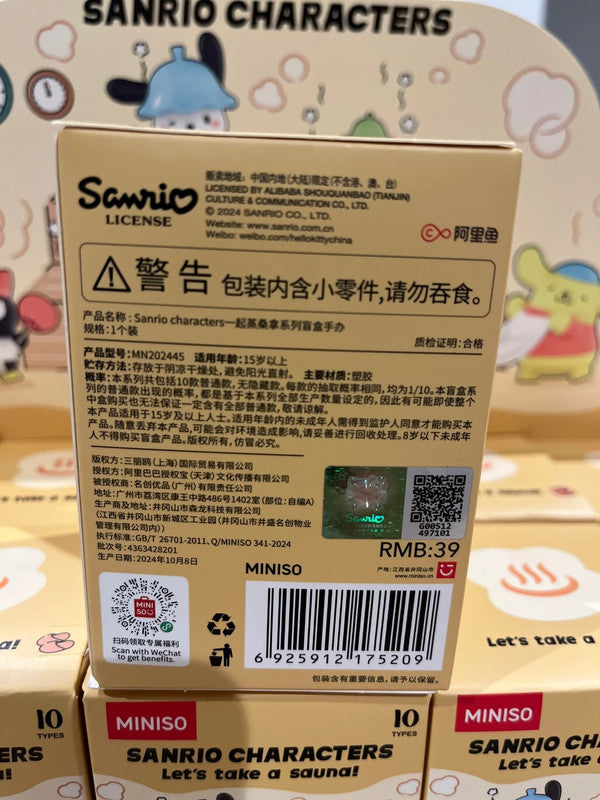 SANRIO CHARACTERS
Sanrio
LICENSE
贩卖地域：中国内地(大陆)限定(不含港、澳、台)
LICENSED BY ALIBABA SHOUQUANBAO (TIANJIN)
CULTURE & COMMUNICATION CO., LTD.
© 2024 SANRIO CO., LTD.
Website: www.sanrio.com.cn
Weibo: weibo.com/hellokittychina
阿里鱼
警告 包装内含小零件,请勿吞食。
产品名称：Sanrio characters一起蒸桑拿系列盲盒手办
规格:1个装
质检证明:合格
产品型号:MN202445 适用年龄:15岁以上
贮存方法:存放于阴凉干燥处,避免阳光直射。 主要材质:塑胶
概率:本系列共包括10款普通款,无隐藏款。每款的抽取概率相同,均为1/10。本盲盒系
列的普通款出现的概率,都是基于本系列全部生产数量设定的,因此有可能即使整个
中盒购买也无法保证一定含有全部普通款,敬请谅解。
本产品适用于15岁及以上人士。适用年龄内的未成年人需得到监护人同意才能购买本
产品。随意丢弃本产品,可能会对环境造成影响,请妥善进行回收处理。8岁以下未成年
人不得购买盲盒产品。版权所有,仿冒必究。
版权方:三丽鸥(上海)国际贸易有限公司
授权方:阿里巴巴授权宝(天津)文化传播有限公司
被授权商:名创优品(广州)有限责任公司
地址:广州市荔湾区康王中路486号1402室(部位:自编A)
生产商及地址:井冈山市森龙科技有限公司
(江西省井冈山市新城区工业园(井冈山市井盛名创物业
管理有限公司内))
执行标准:GB/T 26701-2011、Q/MINISO 341-2024
批次号:4363428201
生产日期:2024年10月8日
Sanrio
G00512
497101
RMB:39
MINISO
产地:江西省井冈山市
www.miniso.cn
MINI
SO
扫码领取专属福利
Scan with WeChat
to get benefits.
6 925912 175209
包装含有重要信息,请予以保留。
Let's take a
10
TYPES
MINISO
SANRIO CHARACTERS
Let's take a sauna!
10
TYPES
MINISO